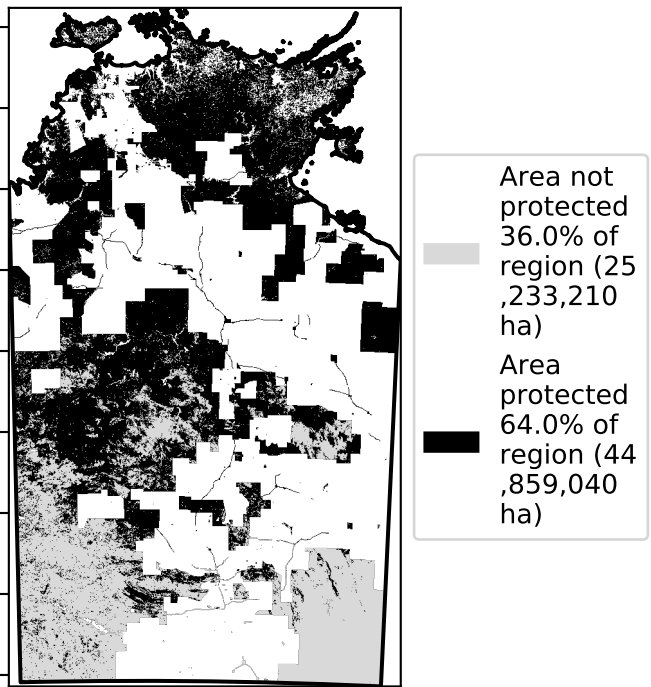 Area not
protected
36.0% of
region (25
,233,210
ha)
Area
protected
64.0% of
region (44
,859,040
ha)